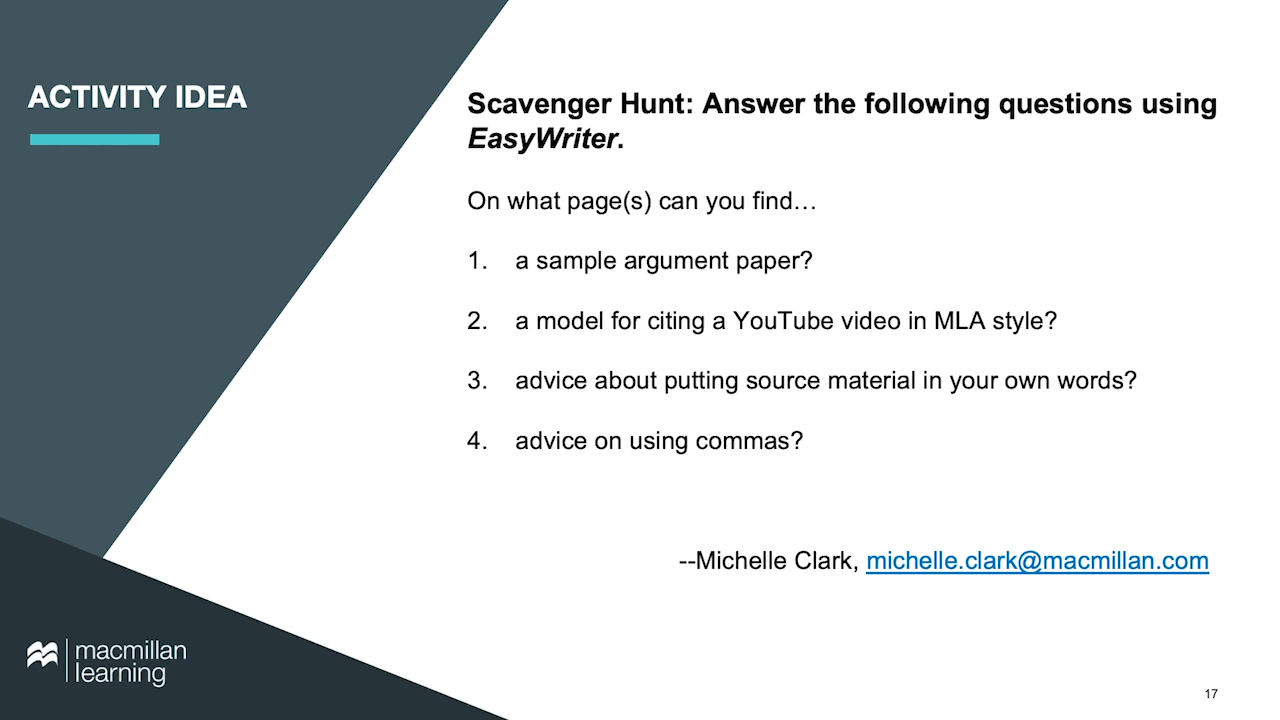 ACTIVITY IDEA
Scavenger Hunt: Answer the following questions using
EasyWriter.
On what page(s) can you find…
1. a sample argument paper?
2. a model for citing a YouTube video in MLA style?
3. advice about putting source material in your own words?
4. advice on using commas?
--Michelle Clark, michelle.clark@macmillan.com
macmillan
learning
17